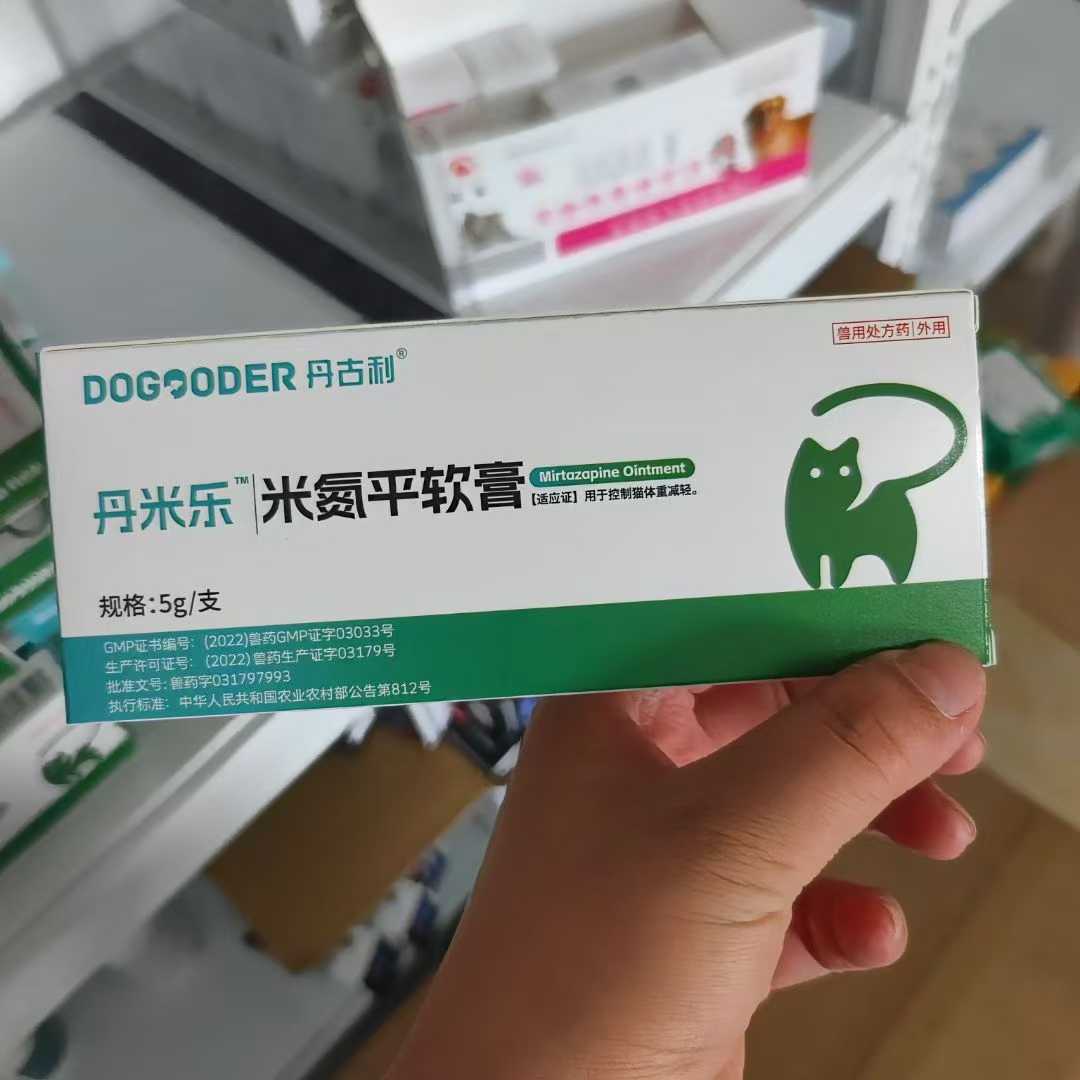 兽用处方药|外用
DOGOODER 丹古利®
丹米乐™|米氮平软膏 Mirtazapine Ointment
【适应证】用于控制猫体重减轻。
规格:5g/支
GMP证书编号: (2022)兽药GMP证字03033号
生产许可证号: (2022)兽药生产证字03179号
批准文号: 兽药字031797993
执行标准: 中华人民共和国农业农村部公告第812号